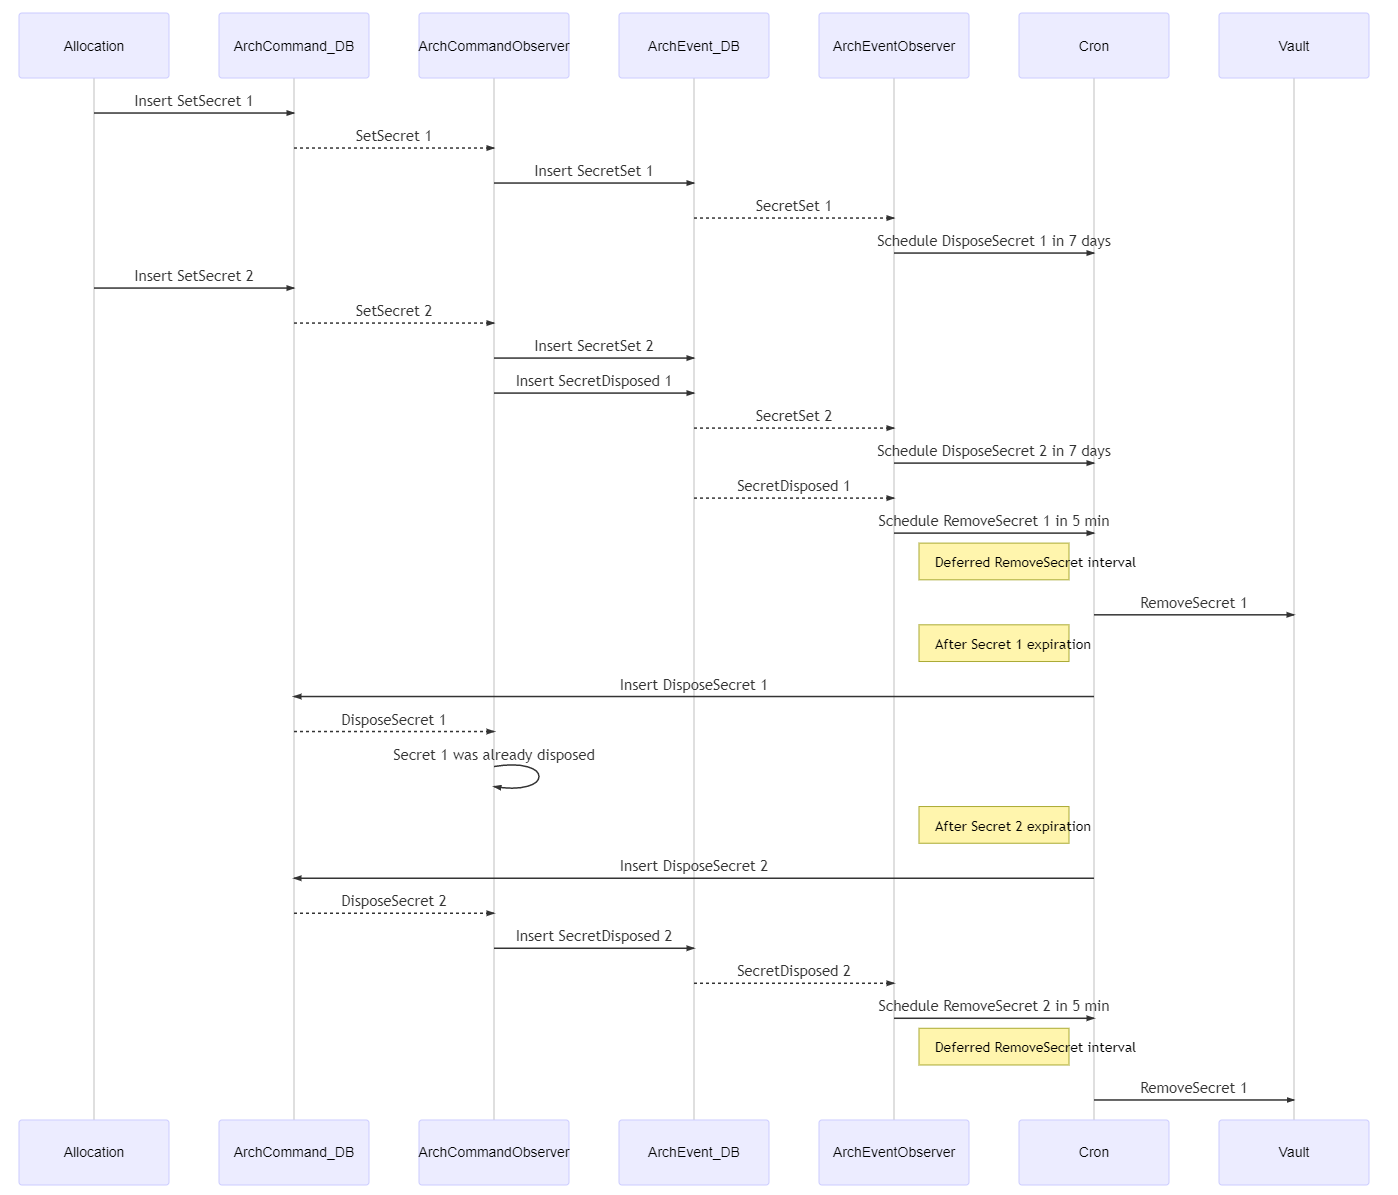 Allocation
ArchCommand_DB
ArchCommandObserver
ArchEvent_DB
ArchEventObserver
Cron
Vault
Insert SetSecret 1
SetSecret 1
Insert SecretSet 1
SecretSet 1
Schedule DisposeSecret 1 in 7 days
Insert SetSecret 2
SetSecret 2
Insert SecretSet 2
Insert SecretDisposed 1
SecretSet 2
Schedule DisposeSecret 2 in 7 days
SecretDisposed 1
Schedule RemoveSecret 1 in 5 min
Deferred RemoveSecret interval
RemoveSecret 1
After Secret 1 expiration
Insert DisposeSecret 1
DisposeSecret 1
Secret 1 was already disposed
After Secret 2 expiration
Insert DisposeSecret 2
DisposeSecret 2
Insert SecretDisposed 2
SecretDisposed 2
Schedule RemoveSecret 2 in 5 min
Deferred RemoveSecret interval
RemoveSecret 1
Allocation
ArchCommand_DB
ArchCommandObserver
ArchEvent_DB
ArchEventObserver
Cron
Vault